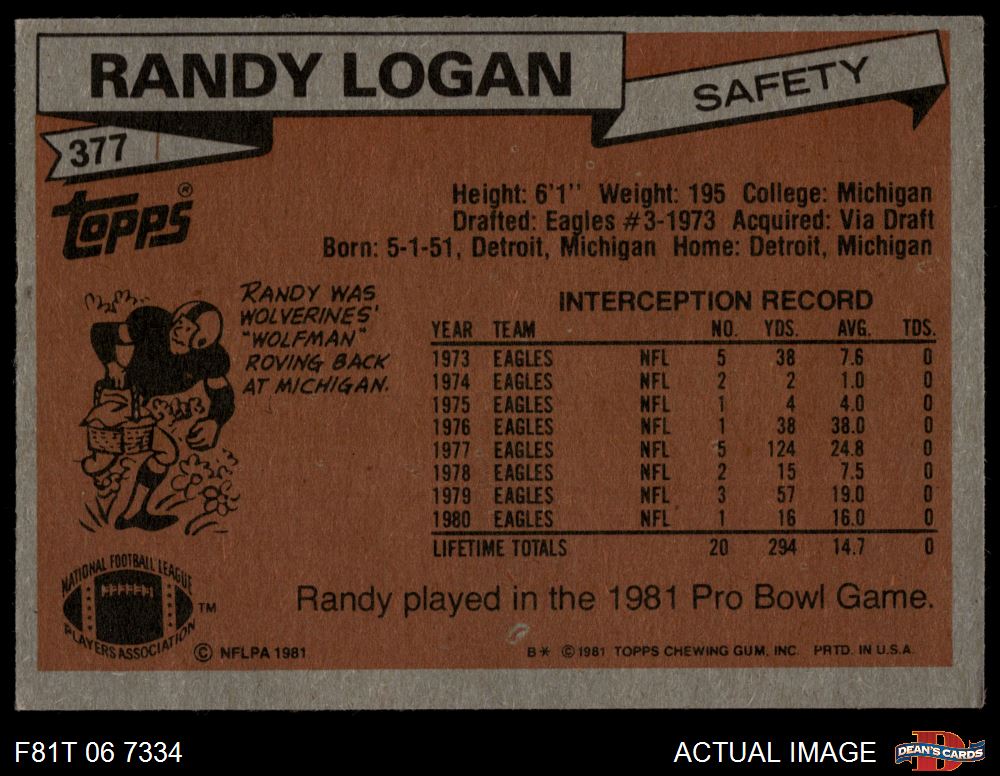 RANDY LOGAN
SAFETY
377
TOPPS®
Height: 6'1'' Weight: 195 College: Michigan
Drafted: Eagles #3-1973 Acquired: Via Draft
Born: 5-1-51, Detroit, Michigan Home: Detroit, Michigan
RANDY WAS
WOLVERINES'
"WOLFMAN"
ROVING BACK
AT MICHIGAN.
INTERCEPTION RECORD
YEAR TEAM NO. YDS. AVG. TDS.
1973 EAGLES NFL 5 38 7.6 0
1974 EAGLES NFL 2 2 1.0 0
1975 EAGLES NFL 1 4 4.0 0
1976 EAGLES NFL 1 38 38.0 0
1977 EAGLES NFL 5 124 24.8 0
1978 EAGLES NFL 2 15 7.5 0
1979 EAGLES NFL 3 57 19.0 0
1980 EAGLES NFL 1 16 16.0 0
LIFETIME TOTALS 20 294 14.7 0
NATIONAL FOOTBALL LEAGUE
PLAYERS ASSOCIATION
TM
Randy played in the 1981 Pro Bowl Game.
© NFLPA 1981
B* © 1981 TOPPS CHEWING GUM, INC. PRTD. IN U.S.A.
F81T 06 7334
ACTUAL IMAGE
DEAN'S CARDS